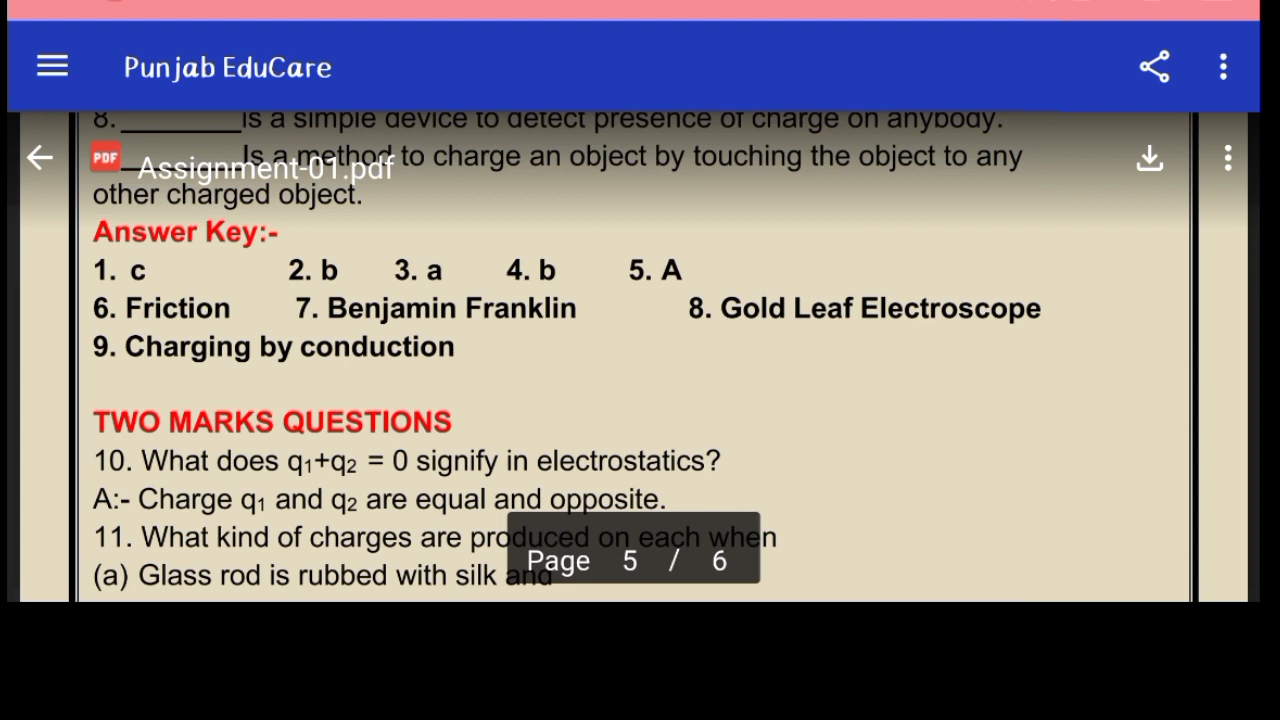 Punjab EduCare
8.________is a simple device to detect presence of charge on anybody.
PDF Assignment-01.pdf
________Is a method to charge an object by touching the object to any
other charged object.
Answer Key:-
1. c 2. b 3. a 4. b 5. A
6. Friction 7. Benjamin Franklin 8. Gold Leaf Electroscope
9. Charging by conduction
TWO MARKS QUESTIONS
10. What does q₁+q₂ = 0 signify in electrostatics?
A:- Charge q₁ and q₂ are equal and opposite.
11. What kind of charges are produced on each when
Page 5 / 6
(a) Glass rod is rubbed with silk and